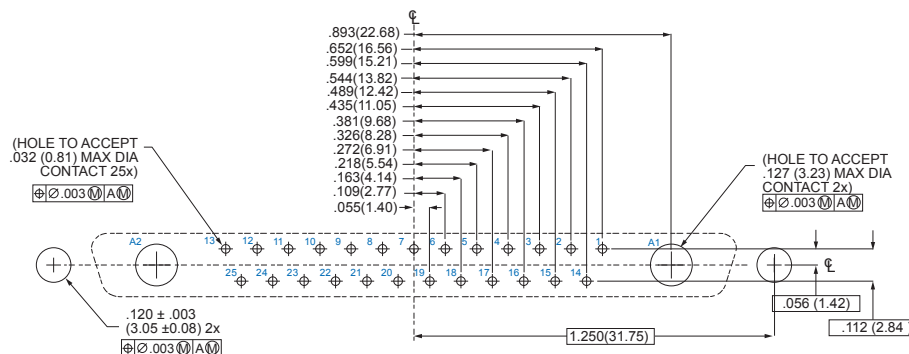 ℄
.893(22.68)
.652(16.56)
.599(15.21)
.544(13.82)
.489(12.42)
.435(11.05)
.381(9.68)
.326(8.28)
.272(6.91)
.218(5.54)
.163(4.14)
.109(2.77)
.055(1.40)
(HOLE TO ACCEPT
.032 (0.81) MAX DIA
CONTACT 25x)
⌖ Ø.003 Ⓜ A Ⓜ
(HOLE TO ACCEPT
.127 (3.23) MAX DIA
CONTACT 2x)
⌖ Ø.003 Ⓜ A Ⓜ
A2 13 12 11 10 9 8 7 6 5 4 3 2 1 A1
℄
25 24 23 22 21 20 19 18 17 16 15 14
.056 (1.42)
.112 (2.84
1.250(31.75)
.120 ± .003
(3.05 ±0.08) 2x
⌖ Ø.003 Ⓜ A Ⓜ